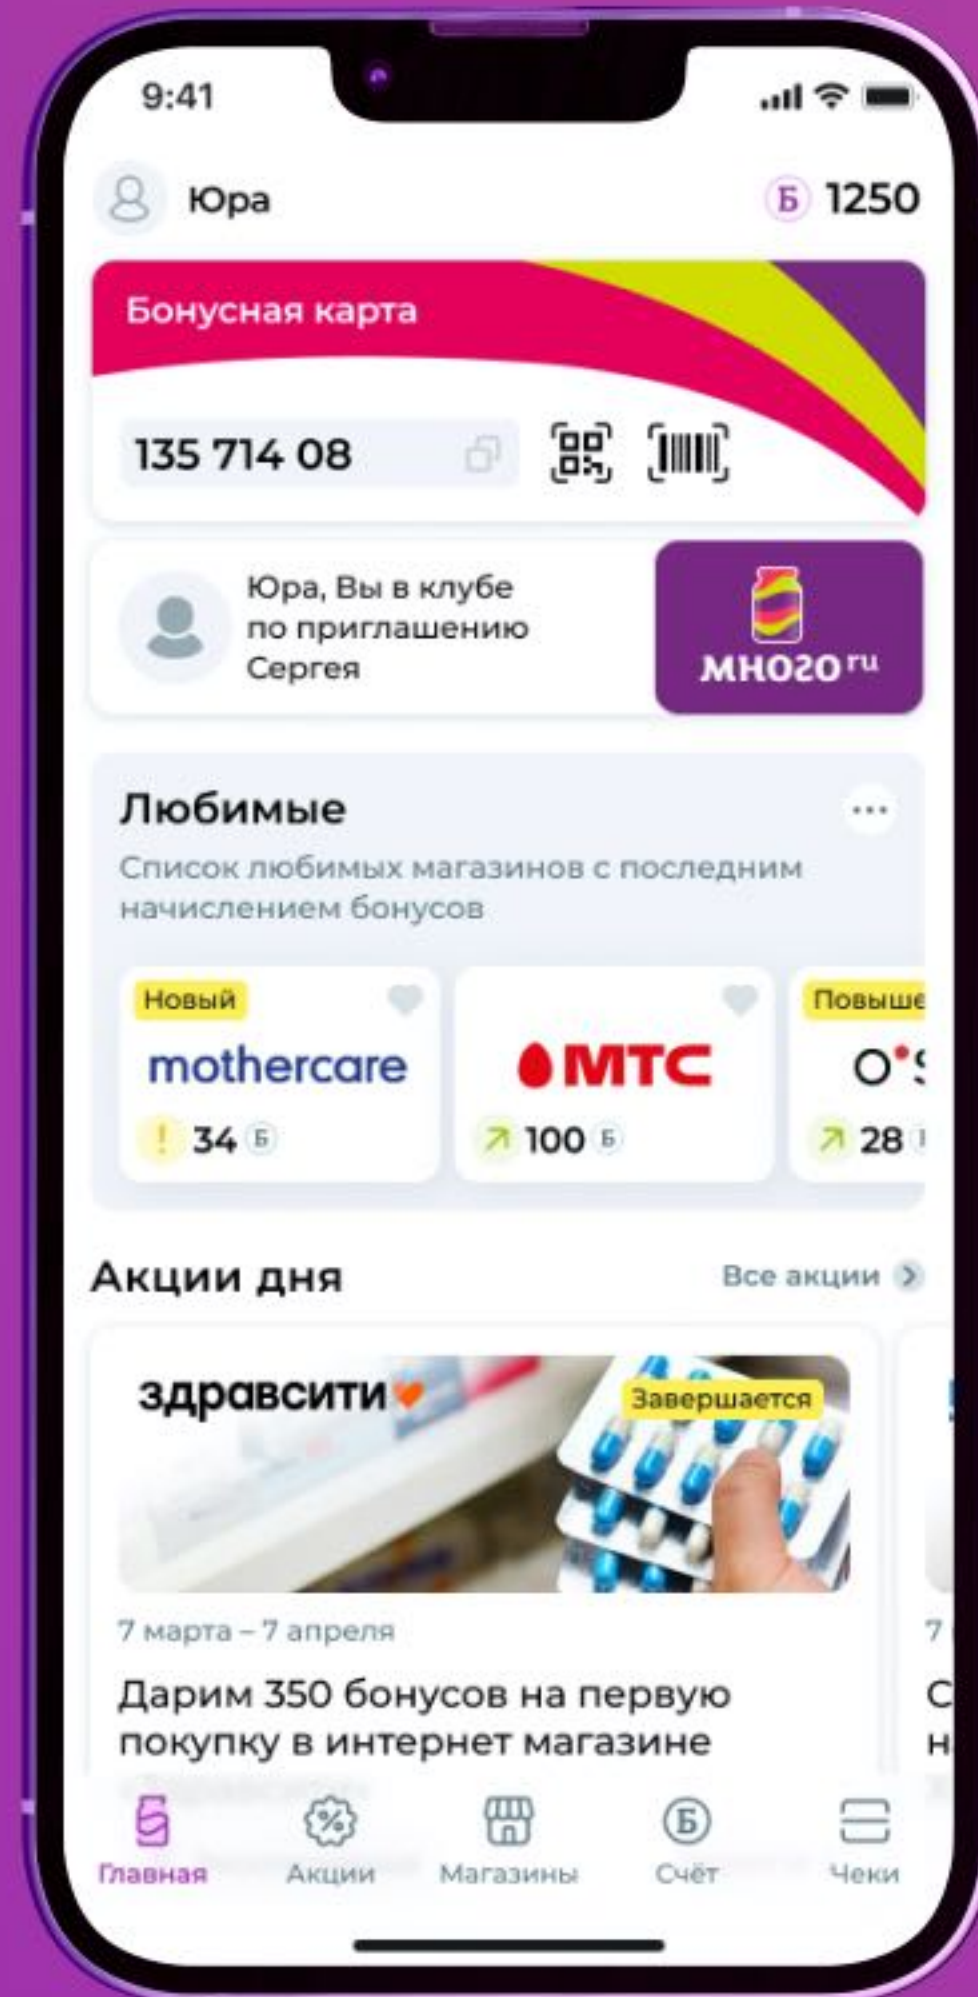 9:41
Юра
Б 1250
Бонусная карта
135 714 08
Юра, Вы в клубе
по приглашению
Сергея
много ru
Любимые
Список любимых магазинов с последним
начислением бонусов
Новый
mothercare
! 34 Б
МТС
100 Б
Повыше
28
Акции дня
Все акции
здравсити
Завершается
7 марта – 7 апреля
Дарим 350 бонусов на первую
покупку в интернет магазине
Главная
Акции
Магазины
Б
Счёт
Чеки